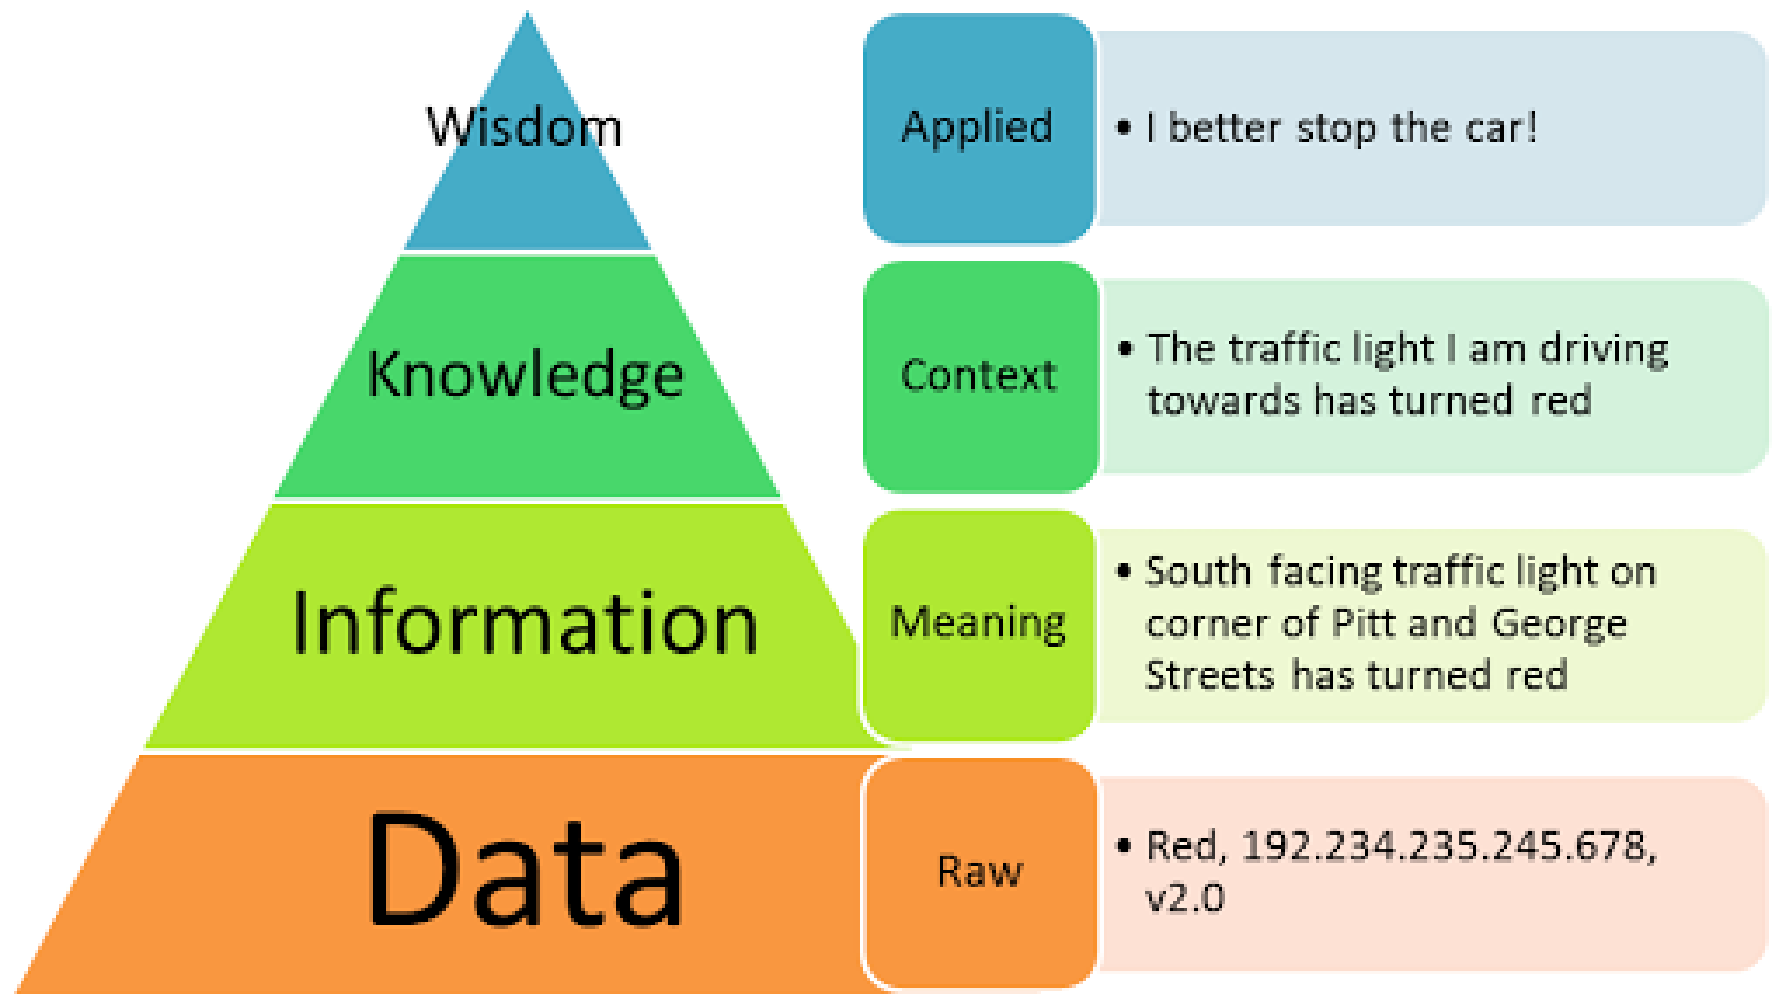 Wisdom
Applied
• I better stop the car!
Knowledge
Context
• The traffic light I am driving
towards has turned red
Information
Meaning
• South facing traffic light on
corner of Pitt and George
Streets has turned red
Data
Raw
• Red, 192.234.235.245.678,
v2.0